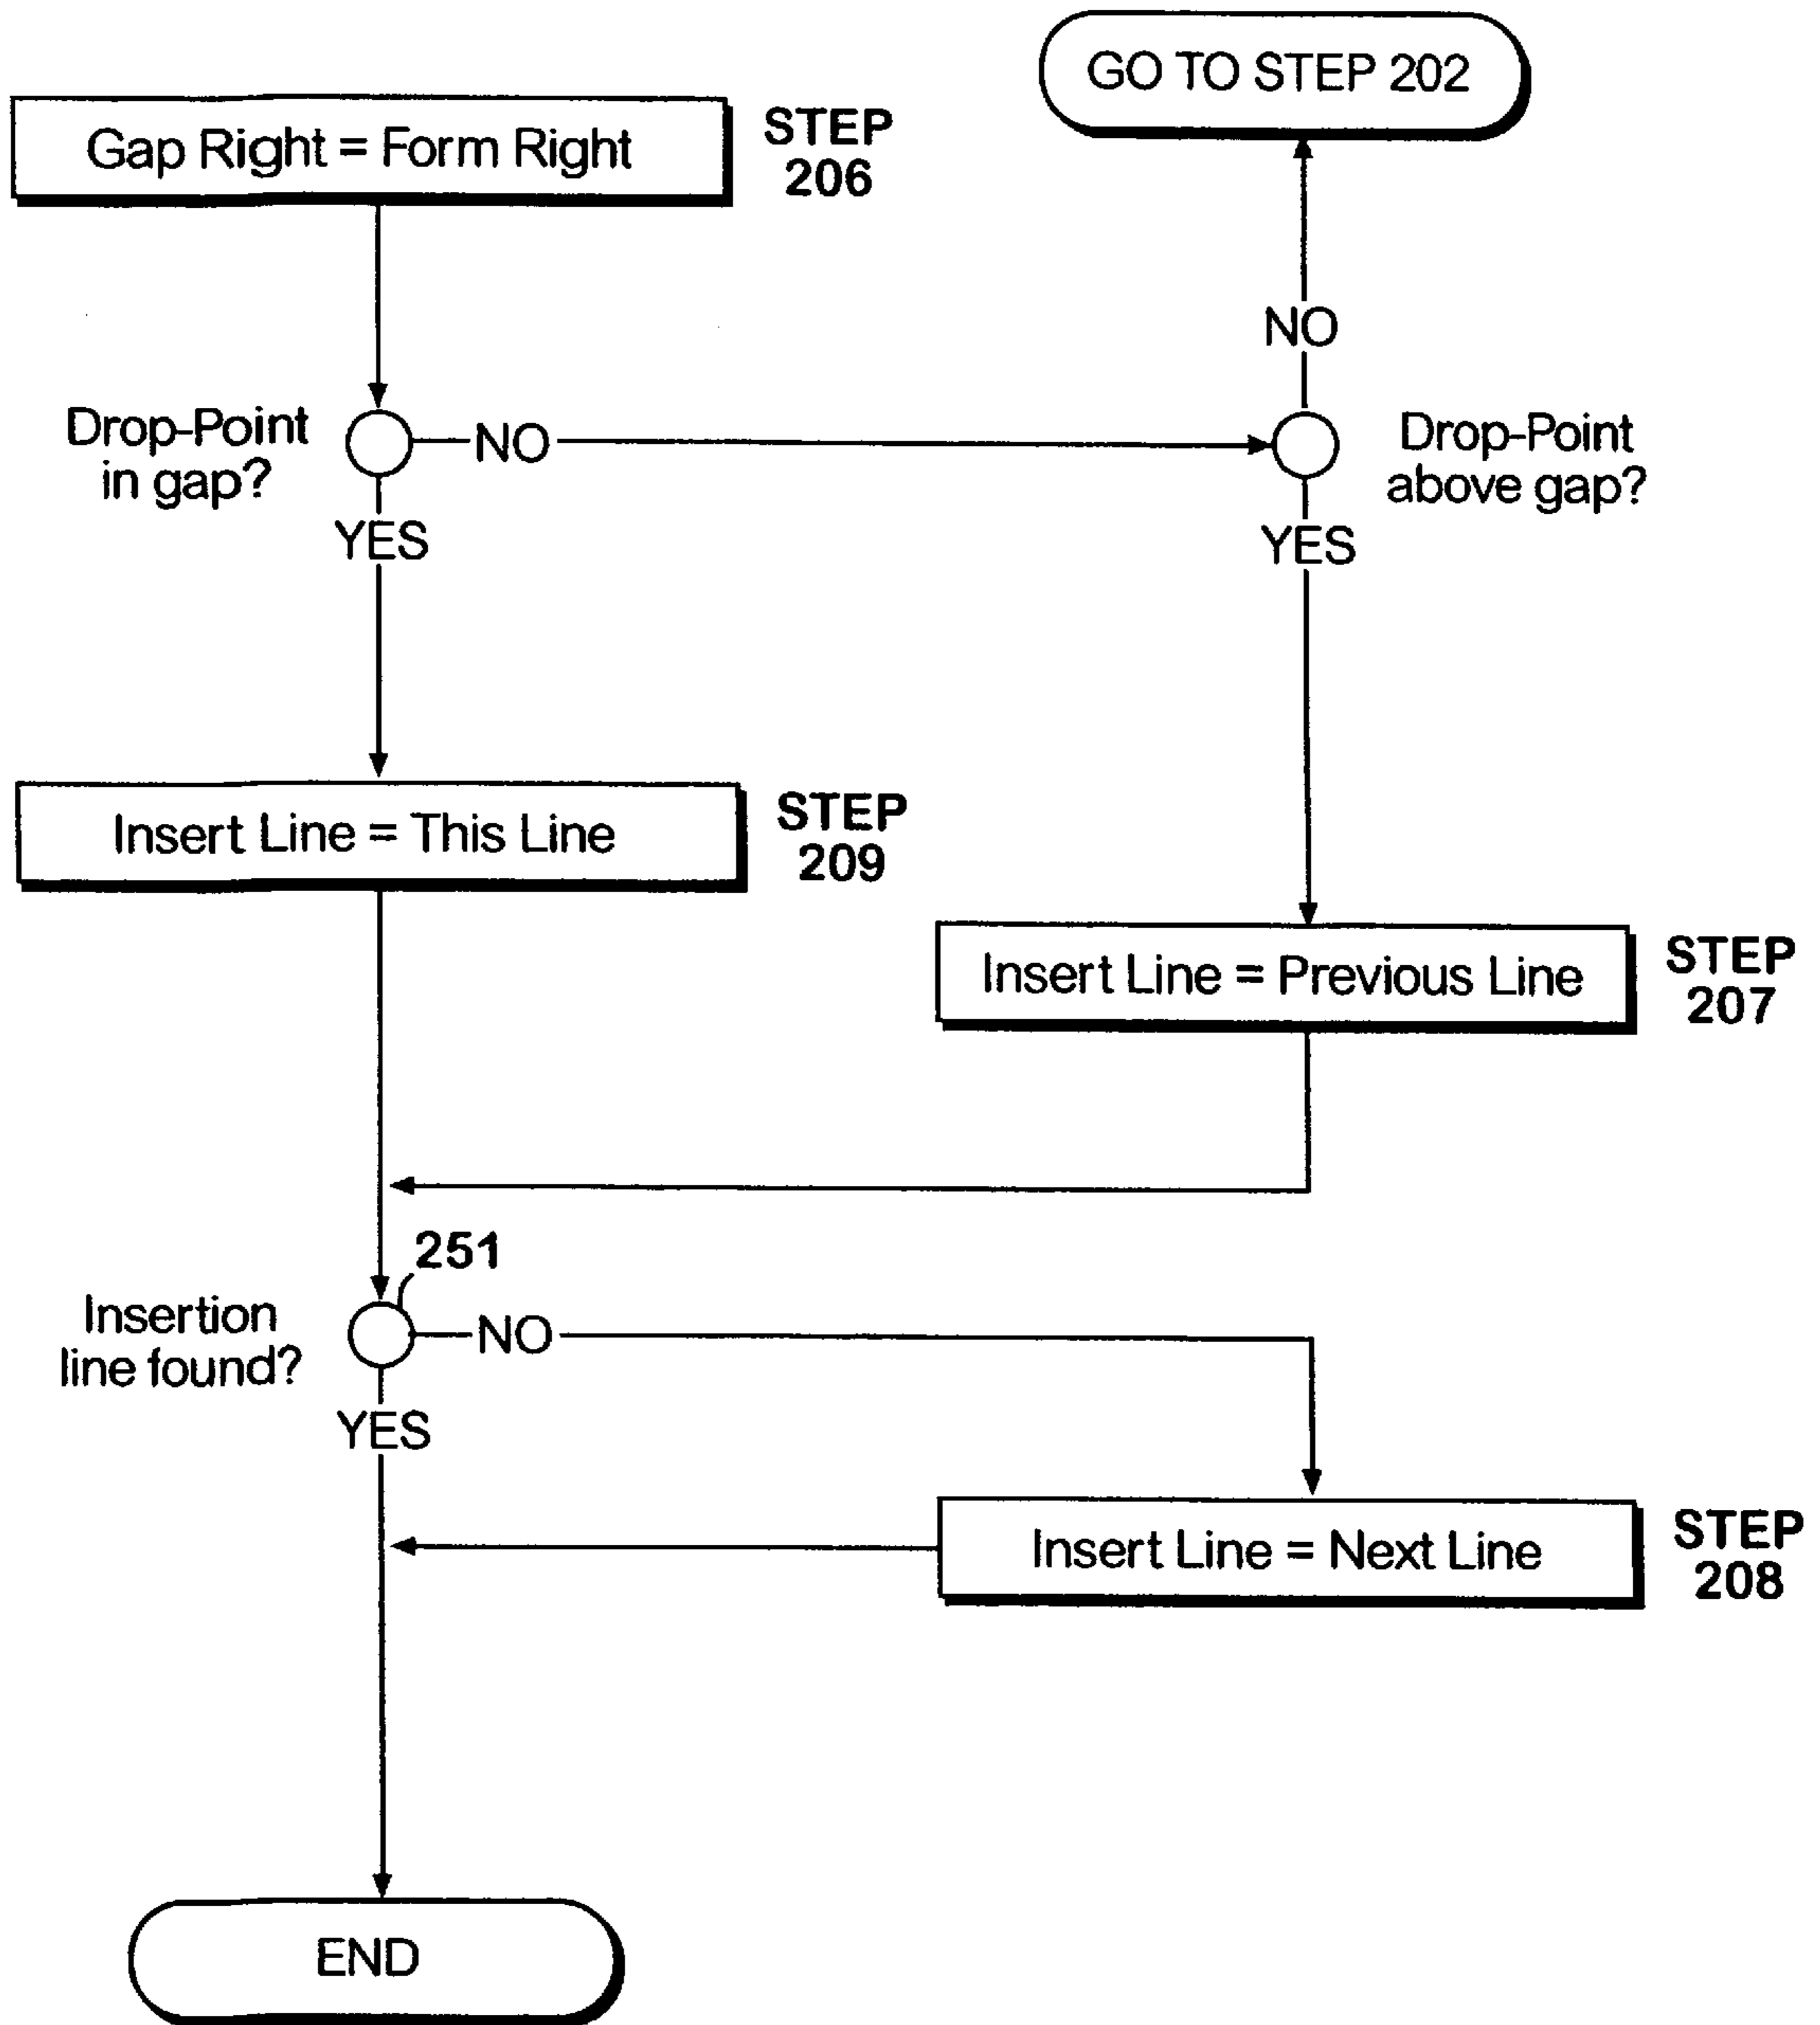 GO TO STEP 202
Gap Right = Form Right
STEP
206
NO
Drop-Point
in gap?
NO
Drop-Point
above gap?
YES
YES
Insert Line = This Line
STEP
209
Insert Line = Previous Line
STEP
207
251
Insertion
line found?
NO
YES
Insert Line = Next Line
STEP
208
END